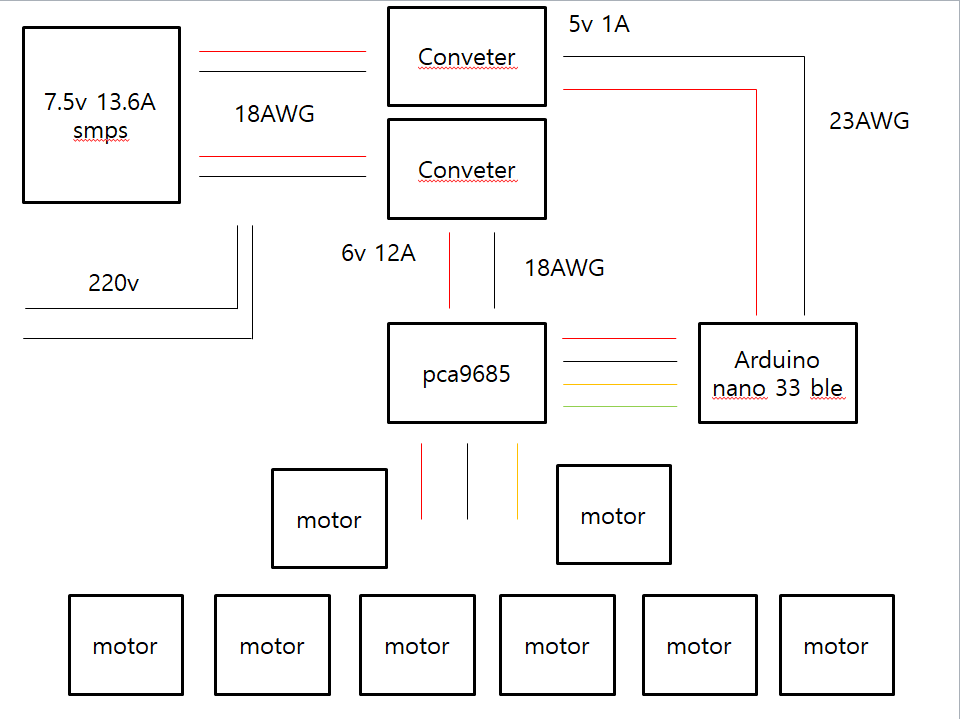 7.5v 13.6A
smps
Conveter
5v 1A
18AWG
23AWG
Conveter
6v 12A
18AWG
220v
pca9685
Arduino
nano 33 ble
motor
motor
motor
motor
motor
motor
motor
motor